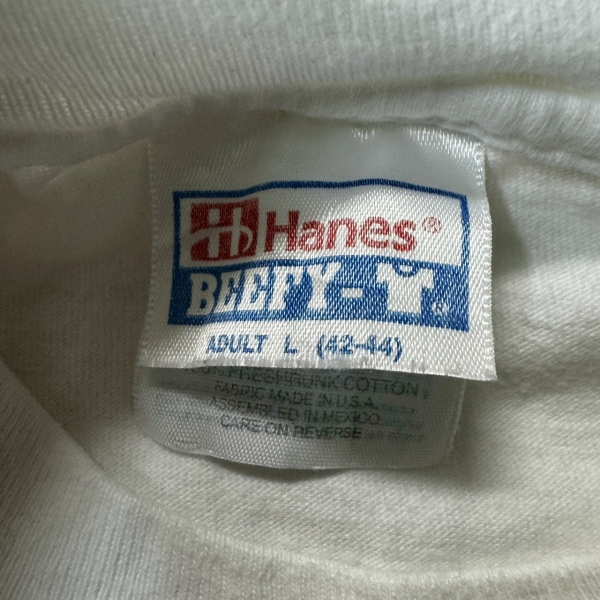 Hanes®
BEEFY-T®
ADULT L (42-44)
PRESHRUNK COTTON
FABRIC MADE IN U.S.A.
ASSEMBLED IN MEXICO
CARE ON REVERSE